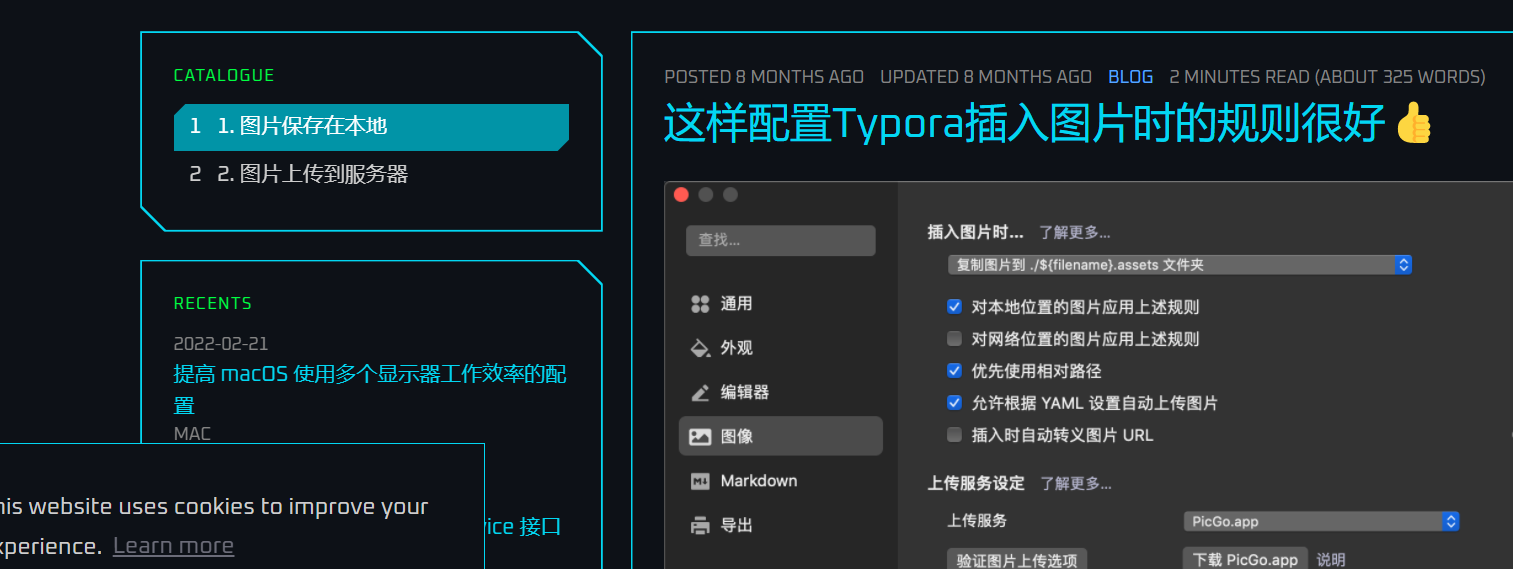 CATALOGUE
1 1. 图片保存在本地
2 2. 图片上传到服务器
RECENTS
2022-02-21
提高 macOS 使用多个显示器工作效率的配
置
MAC
vice 接口
his website uses cookies to improve your
xperience. Learn more
POSTED 8 MONTHS AGO UPDATED 8 MONTHS AGO BLOG 2 MINUTES READ (ABOUT 325 WORDS)
这样配置Typora插入图片时的规则很好👍
查找...
通用
外观
编辑器
图像
Markdown
导出
插入图片时... 了解更多...
复制图片到 ./${filename}.assets 文件夹
对本地位置的图片应用上述规则
对网络位置的图片应用上述规则
优先使用相对路径
允许根据 YAML 设置自动上传图片
插入时自动转义图片 URL
上传服务设定 了解更多...
上传服务 PicGo.app
验证图片上传选项 下载 PicGo.app 说明